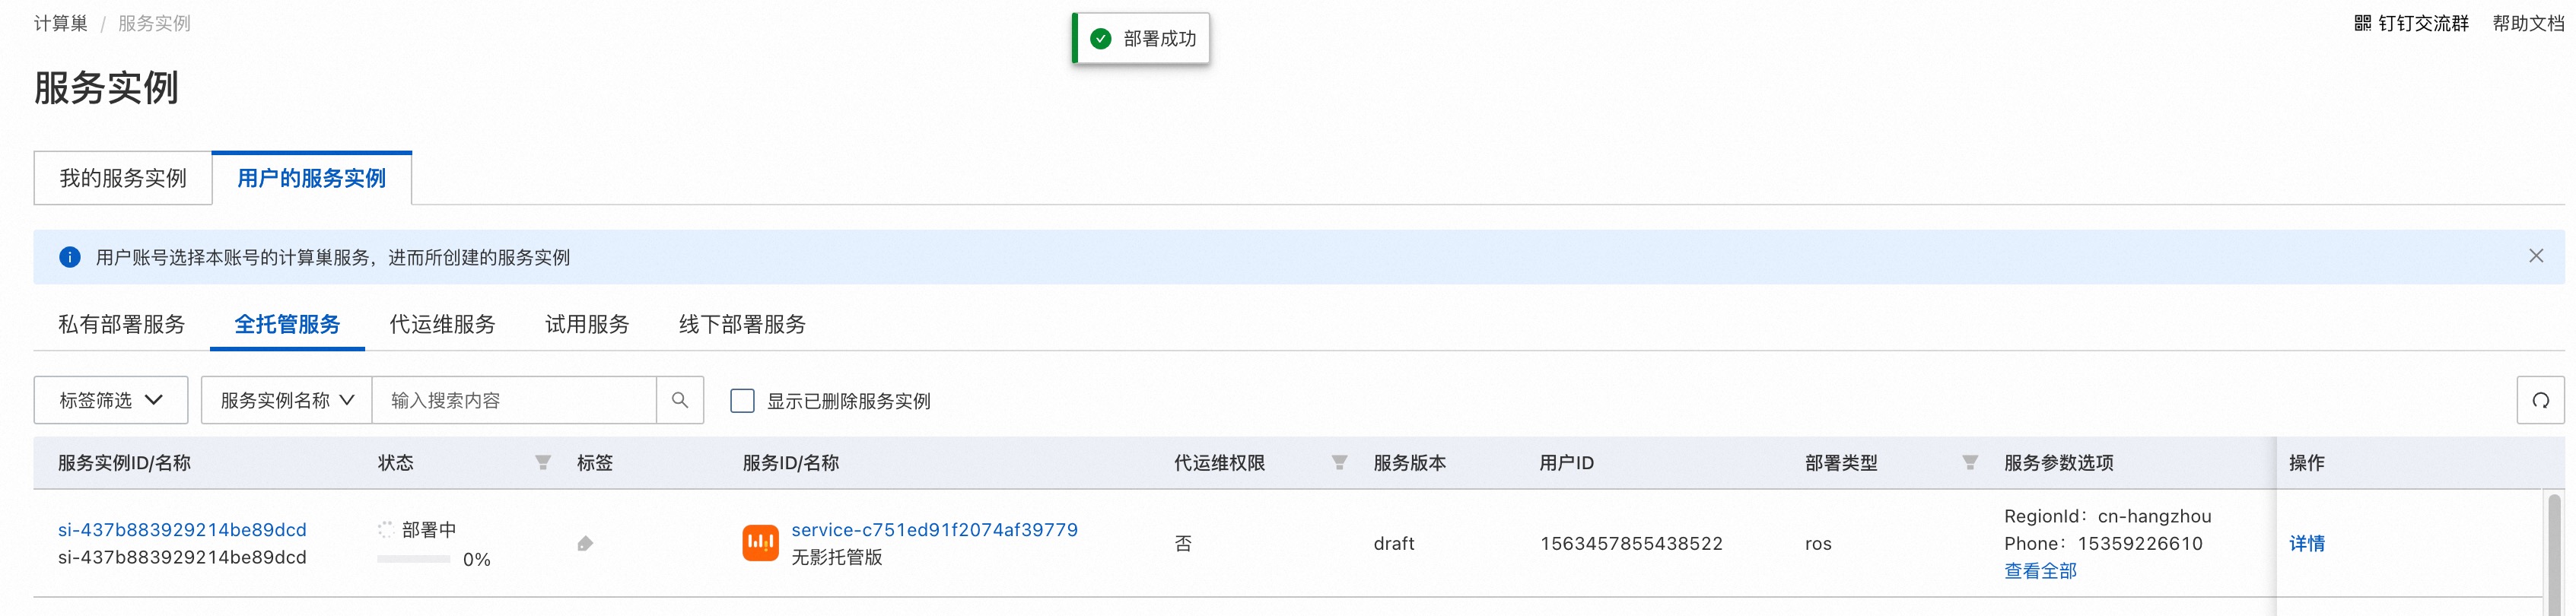 计算巢 / 服务实例
部署成功
钉钉交流群 帮助文档
服务实例
我的服务实例 用户的服务实例
用户账号选择本账号的计算巢服务，进而所创建的服务实例
私有部署服务 全托管服务 代运维服务 试用服务 线下部署服务
标签筛选 服务实例名称 输入搜索内容 显示已删除服务实例
服务实例ID/名称 状态 标签 服务ID/名称 代运维权限 服务版本 用户ID 部署类型 服务参数选项 操作
si-437b883929214be89dcd
si-437b883929214be89dcd
部署中
0%
service-c751ed91f2074af39779
无影托管版
否
draft
1563457855438522
ros
RegionId：cn-hangzhou
Phone：15359226610
查看全部
详情